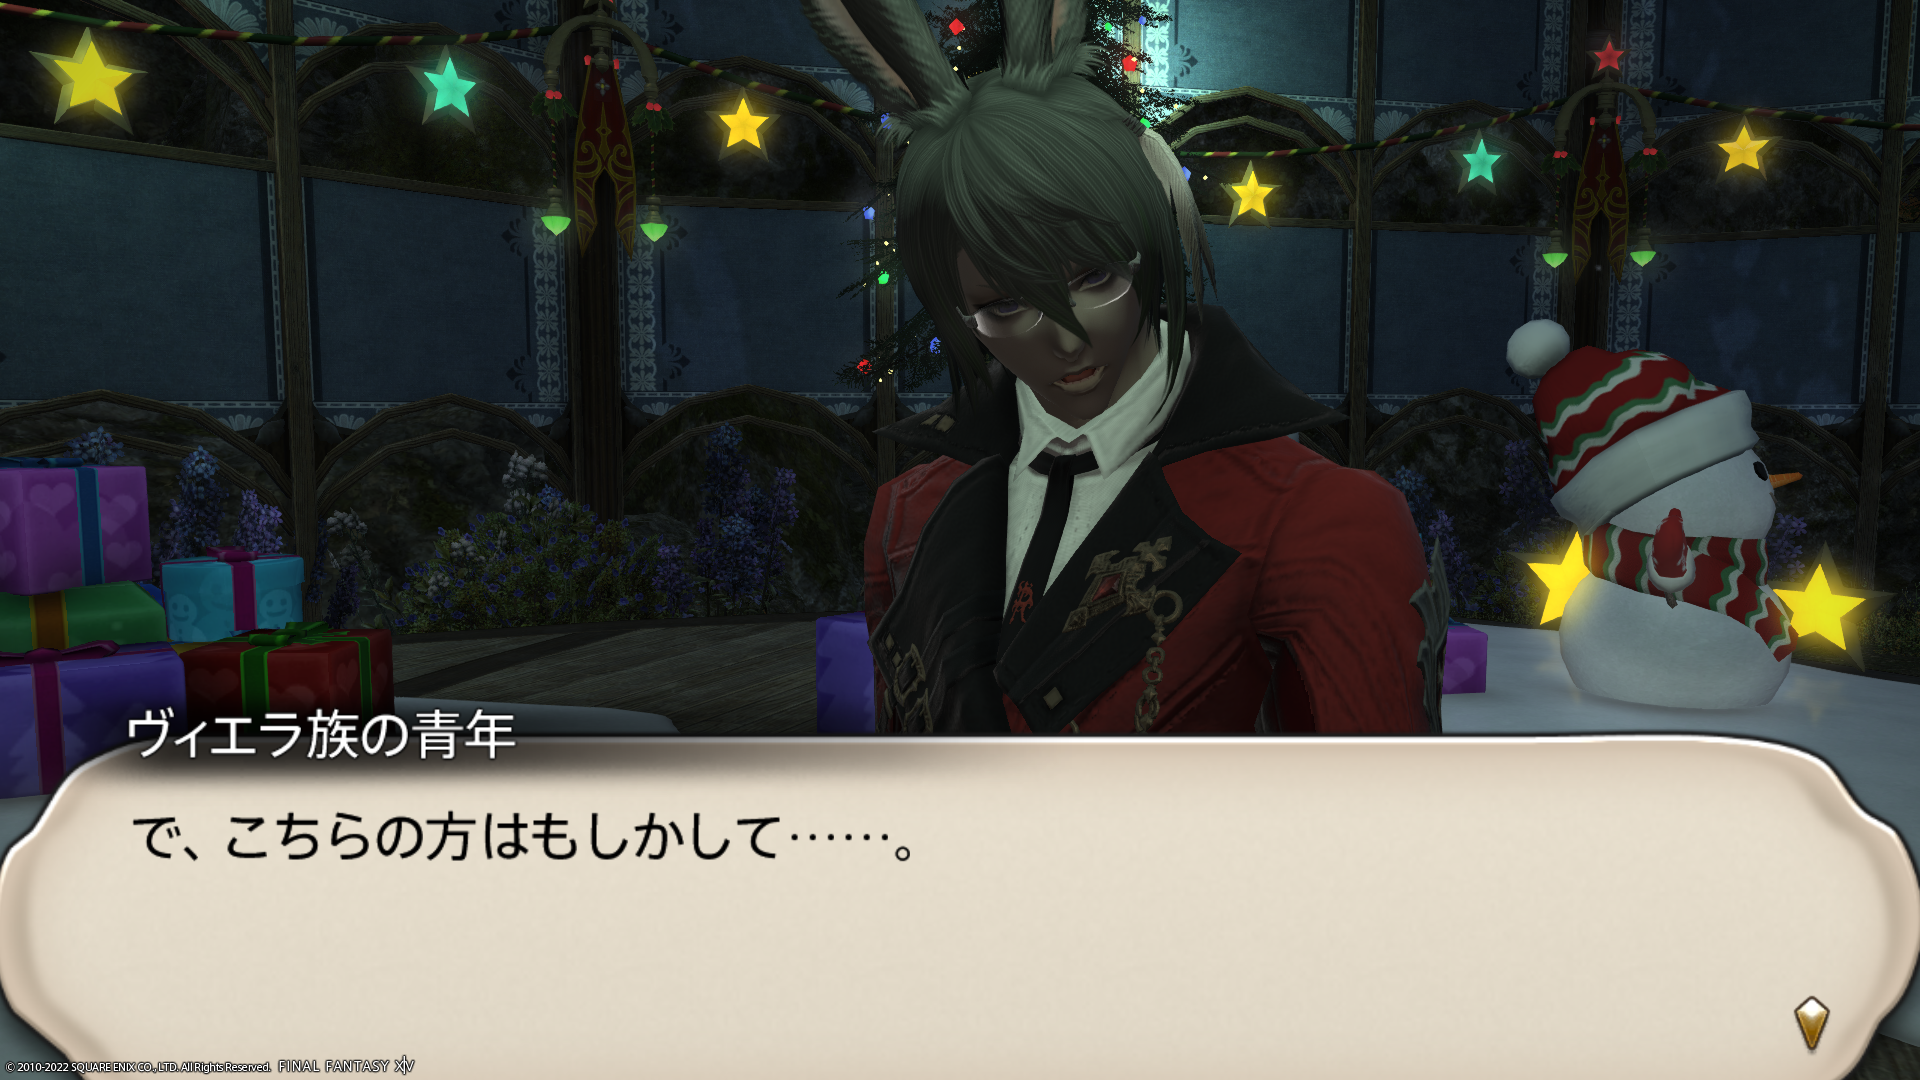 ヴィエラ族の青年
で、こちらの方はもしかして……。
© 2010-2022 SQUARE ENIX CO., LTD. All Rights Reserved. FINAL FANTASY XIV